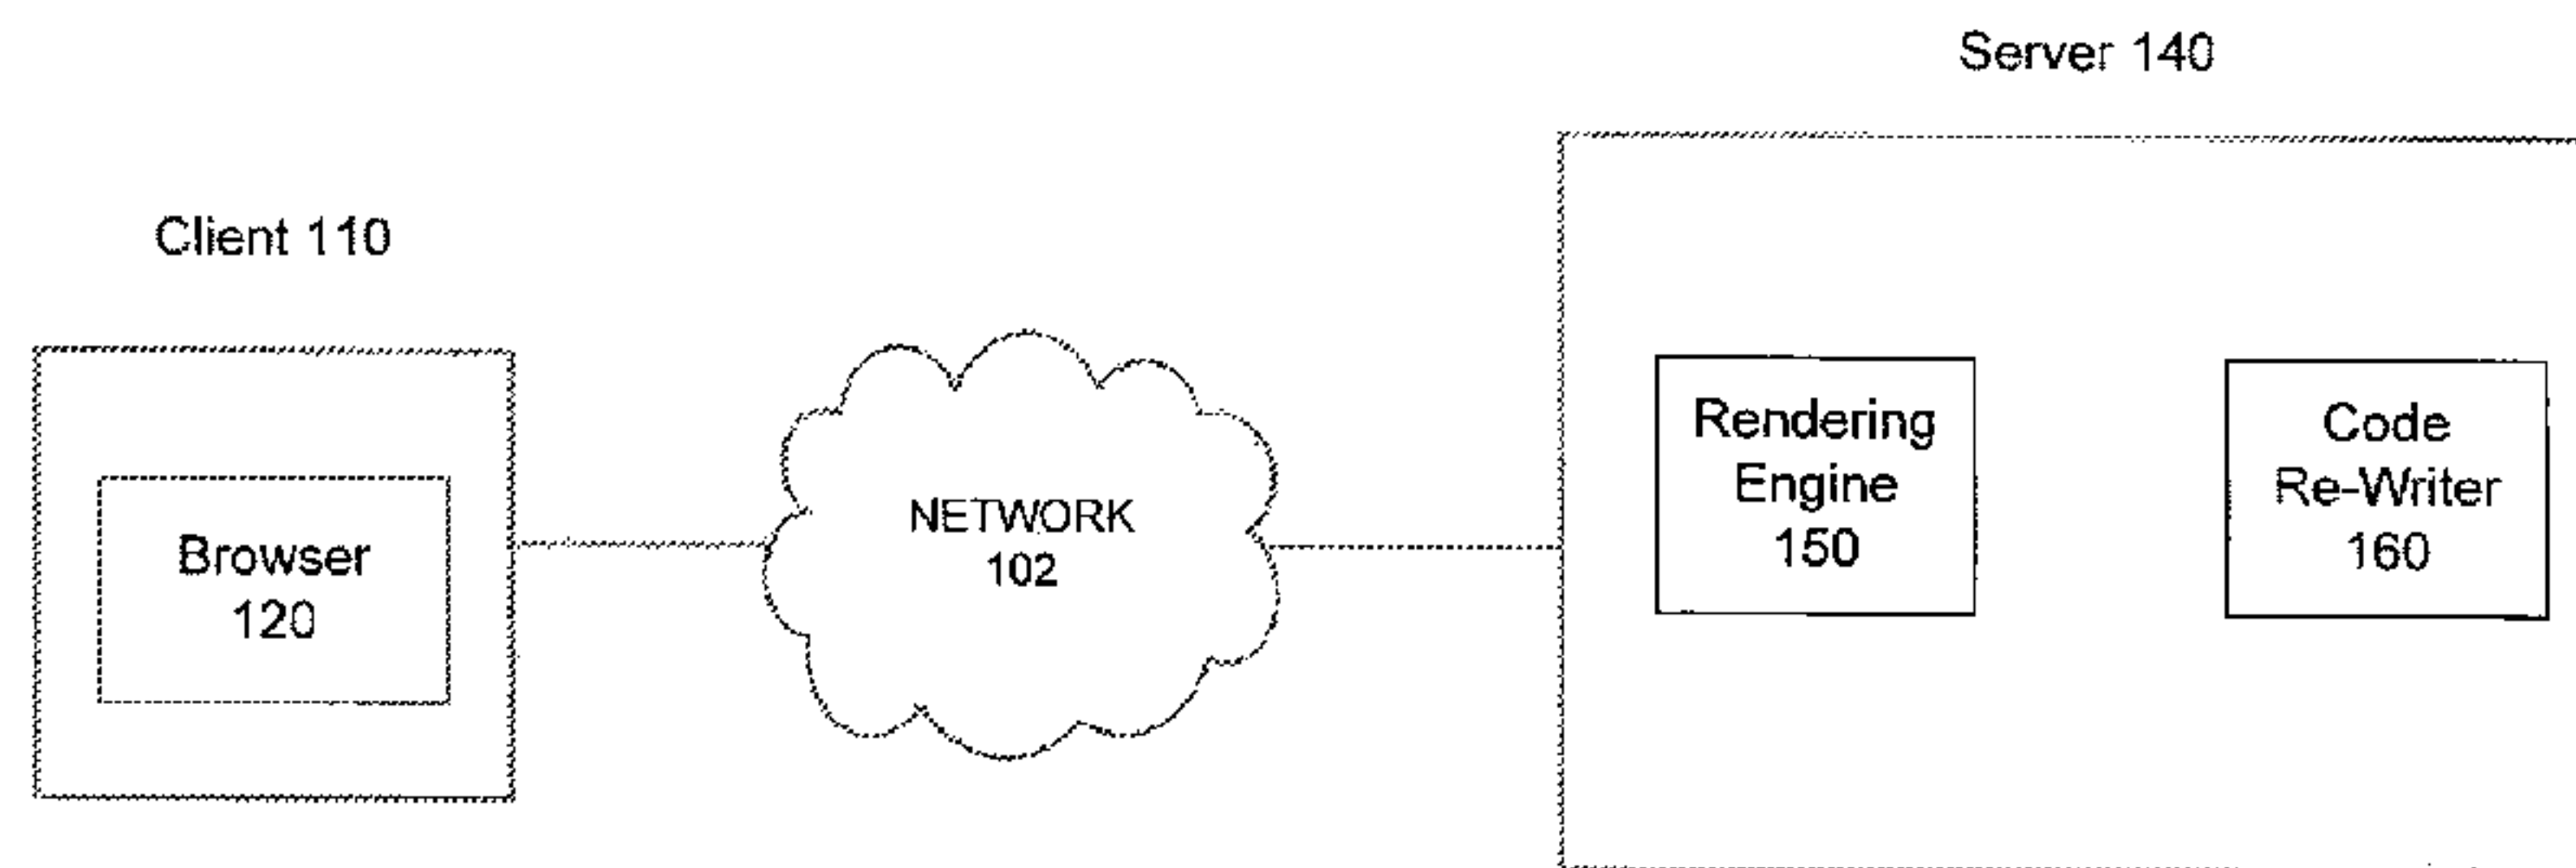 Server 140
Client 110
Browser
120
NETWORK
102
Rendering
Engine
150
Code
Re-Writer
160